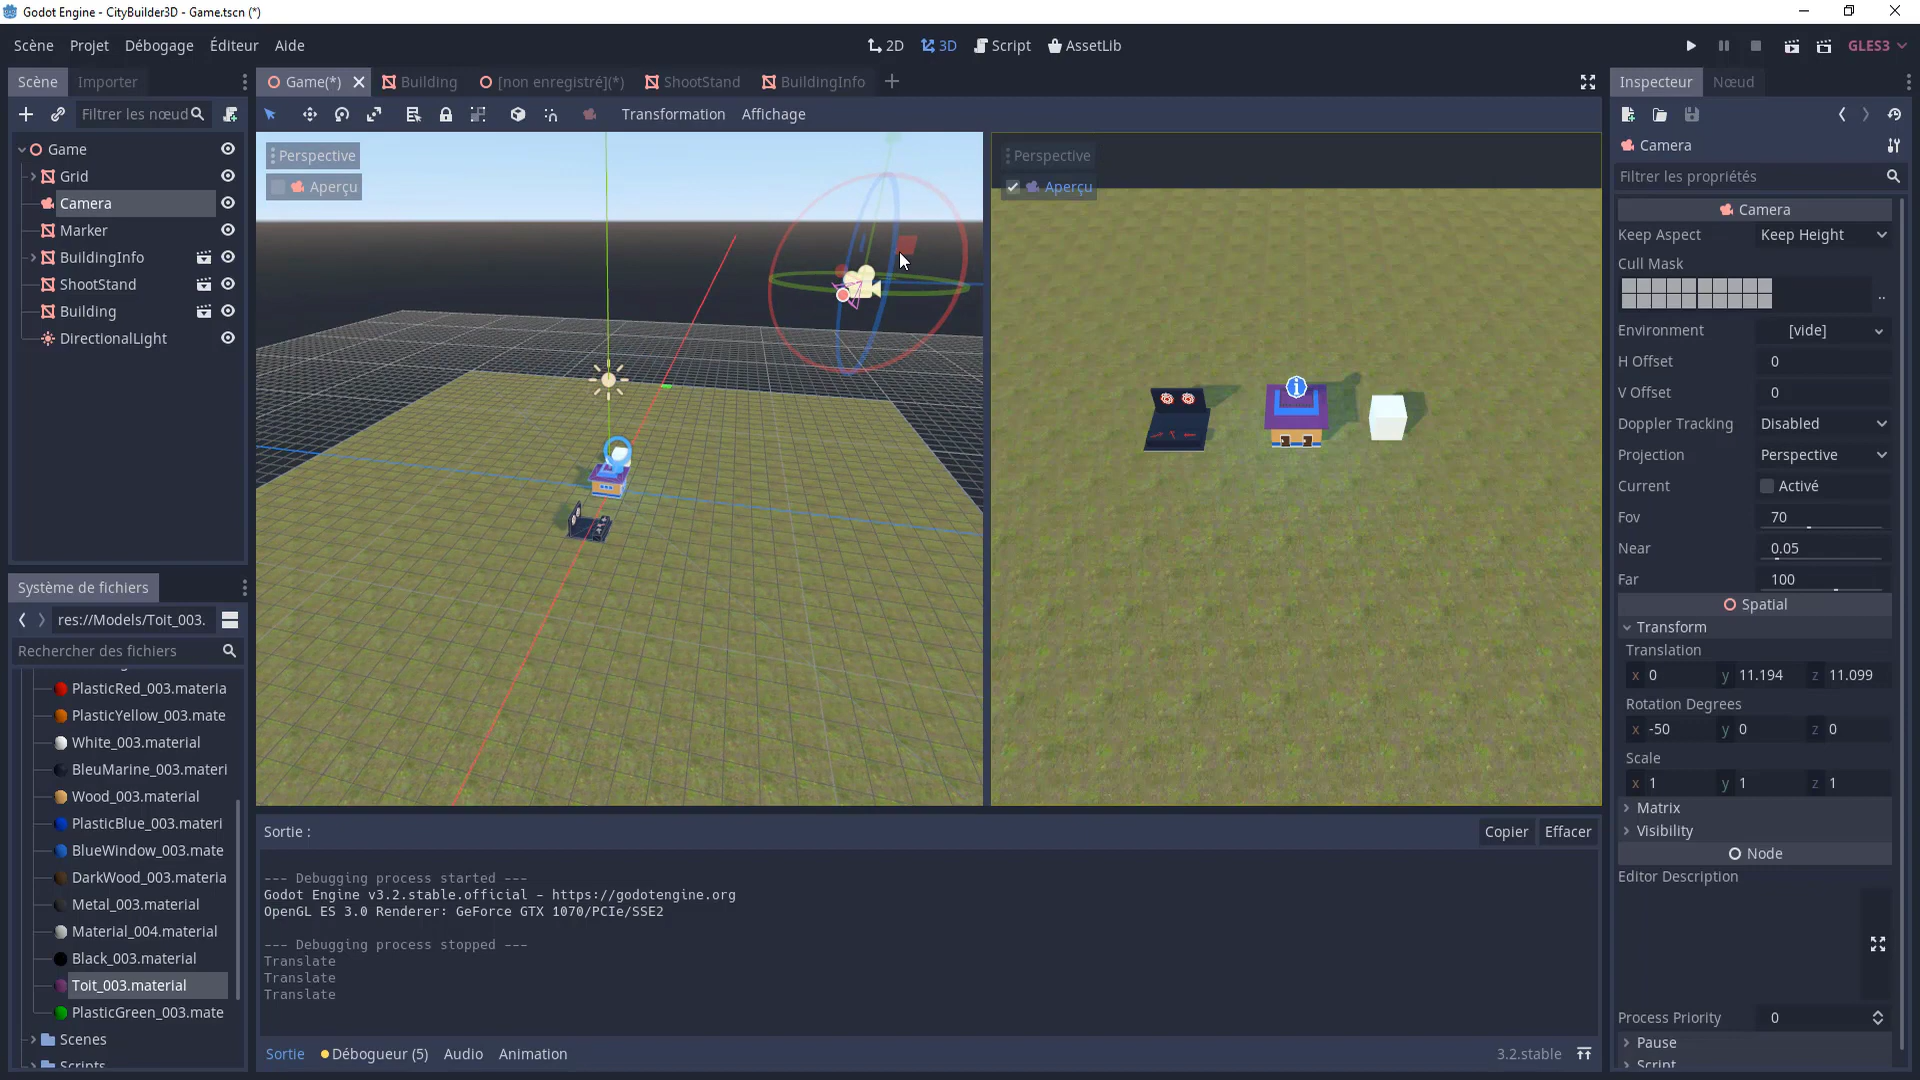 Godot Engine - CityBuilder3D - Game.tscn (*)
Scène Projet Débogage Éditeur Aide
2D 3D Script AssetLib
GLES3
Scène Importer
Game(*) Building [non enregistré](*) ShootStand BuildingInfo
Inspecteur Nœud
Filtrer les nœud
Transformation Affichage
Camera
Filtrer les propriétés
Game
Grid
Camera
Marker
BuildingInfo
ShootStand
Building
DirectionalLight
Perspective
Aperçu
Perspective
Aperçu
Camera
Keep Aspect Keep Height
Cull Mask
..
Environment [vide]
H Offset 0
V Offset 0
Doppler Tracking Disabled
Projection Perspective
Current Activé
Fov 70
Near 0.05
Far 100
Spatial
Transform
Translation
x 0 y 11.194 z 11.099
Rotation Degrees
x -50 y 0 z 0
Scale
x 1 y 1 z 1
Matrix
Visibility
Node
Editor Description
Process Priority 0
Pause
Script
Système de fichiers
res://Models/Toit_003.
Rechercher des fichiers
PlasticRed_003.materia
PlasticYellow_003.mate
White_003.material
BleuMarine_003.materi
Wood_003.material
PlasticBlue_003.materi
BlueWindow_003.mate
DarkWood_003.materia
Metal_003.material
Material_004.material
Black_003.material
Toit_003.material
PlasticGreen_003.mate
Scenes
Scripts
Sortie :
Copier Effacer
--- Debugging process started ---
Godot Engine v3.2.stable.official - https://godotengine.org
OpenGL ES 3.0 Renderer: GeForce GTX 1070/PCIe/SSE2
--- Debugging process stopped ---
Translate
Translate
Translate
Sortie Débogueur (5) Audio Animation
3.2.stable